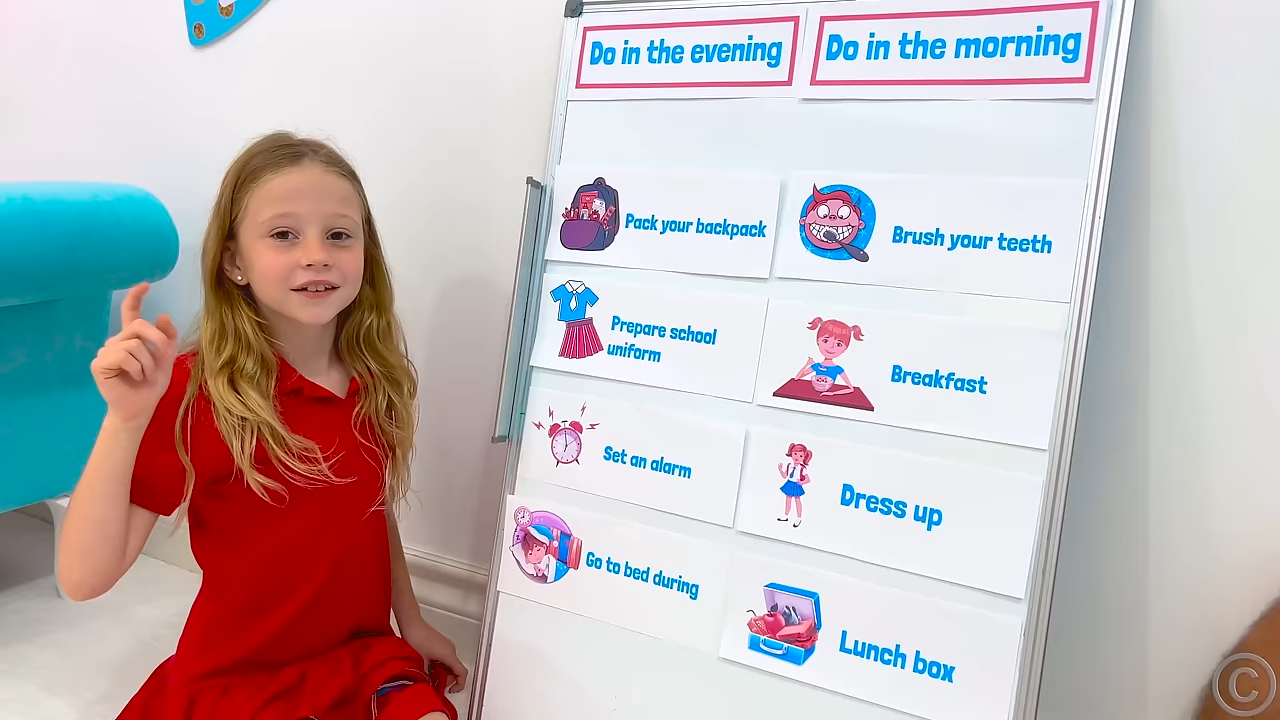 Do in the evening
Do in the morning
Pack your backpack
Brush your teeth
Prepare school
uniform
Breakfast
Set an alarm
Dress up
Go to bed during
Lunch box
©